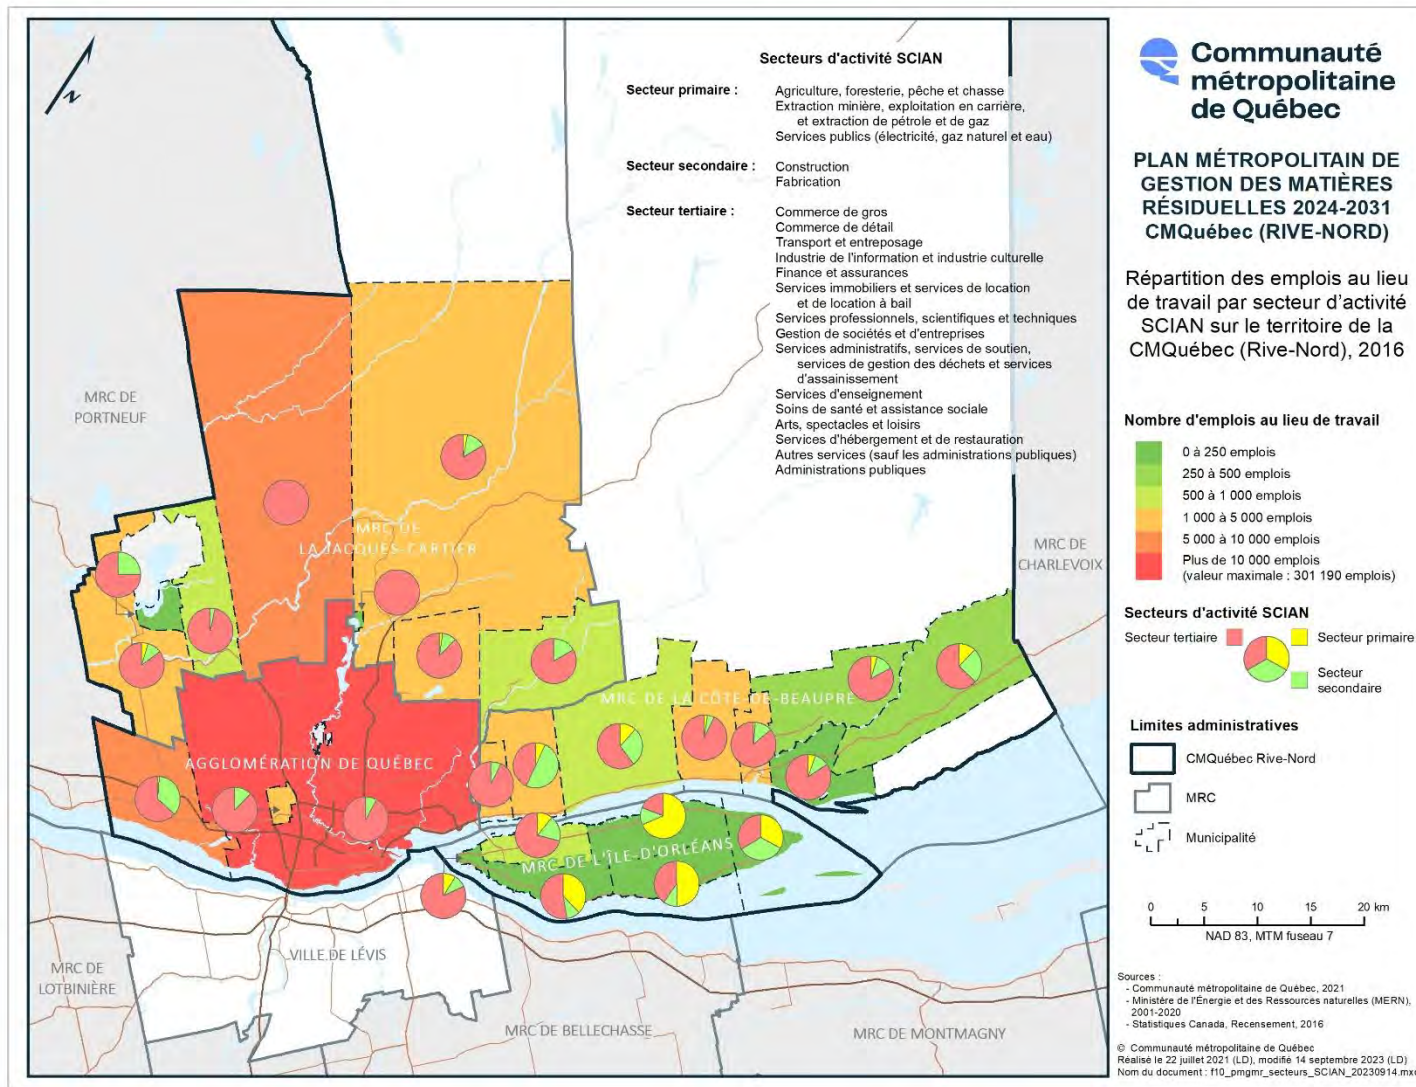 N
Secteurs d'activité SCIAN
Secteur primaire : Agriculture, foresterie, pêche et chasse
Extraction minière, exploitation en carrière,
et extraction de pétrole et de gaz
Services publics (électricité, gaz naturel et eau)
Secteur secondaire : Construction
Fabrication
Secteur tertiaire : Commerce de gros
Commerce de détail
Transport et entreposage
Industrie de l'information et industrie culturelle
Finance et assurances
Services immobiliers et services de location
et de location à bail
Services professionnels, scientifiques et techniques
Gestion de sociétés et d'entreprises
Services administratifs, services de soutien,
services de gestion des déchets et services
d'assainissement
Services d'enseignement
Soins de santé et assistance sociale
Arts, spectacles et loisirs
Services d'hébergement et de restauration
Autres services (sauf les administrations publiques)
Administrations publiques
MRC DE
PORTNEUF
MRC DE
LA JACQUES-CARTIER
MRC DE
CHARLEVOIX
MRC DE LA CÔTE-DE-BEAUPRÉ
AGGLOMÉRATION DE QUÉBEC
MRC DE L'ÎLE-D'ORLÉANS
VILLE DE LÉVIS
MRC DE
LOTBINIÈRE
MRC DE BELLECHASSE
MRC DE MONTMAGNY
Communauté
métropolitaine
de Québec
PLAN MÉTROPOLITAIN DE
GESTION DES MATIÈRES
RÉSIDUELLES 2024-2031
CMQuébec (RIVE-NORD)
Répartition des emplois au lieu
de travail par secteur d'activité
SCIAN sur le territoire de la
CMQuébec (Rive-Nord), 2016
Nombre d'emplois au lieu de travail
0 à 250 emplois
250 à 500 emplois
500 à 1 000 emplois
1 000 à 5 000 emplois
5 000 à 10 000 emplois
Plus de 10 000 emplois
(valeur maximale : 301 190 emplois)
Secteurs d'activité SCIAN
Secteur tertiaire
Secteur primaire
Secteur
secondaire
Limites administratives
CMQuébec Rive-Nord
MRC
Municipalité
0 5 10 15 20 km
NAD 83, MTM fuseau 7
Sources :
- Communauté métropolitaine de Québec, 2021
- Ministère de l'Énergie et des Ressources naturelles (MERN),
2001-2020
- Statistiques Canada, Recensement, 2016
© Communauté métropolitaine de Québec
Réalisé le 22 juillet 2021 (LD), modifié 14 septembre 2023 (LD)
Nom du document : f10_pmgmr_secteurs_SCIAN_20230914.mxd